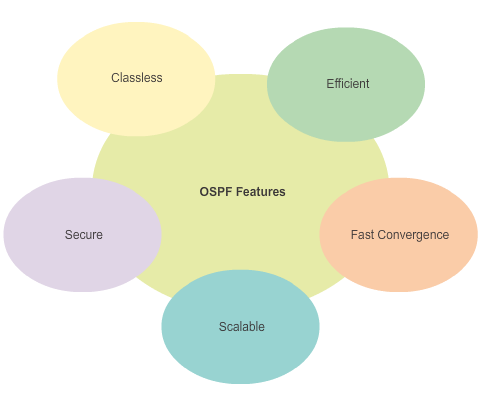 Classless
Efficient
OSPF Features
Secure
Fast Convergence
Scalable